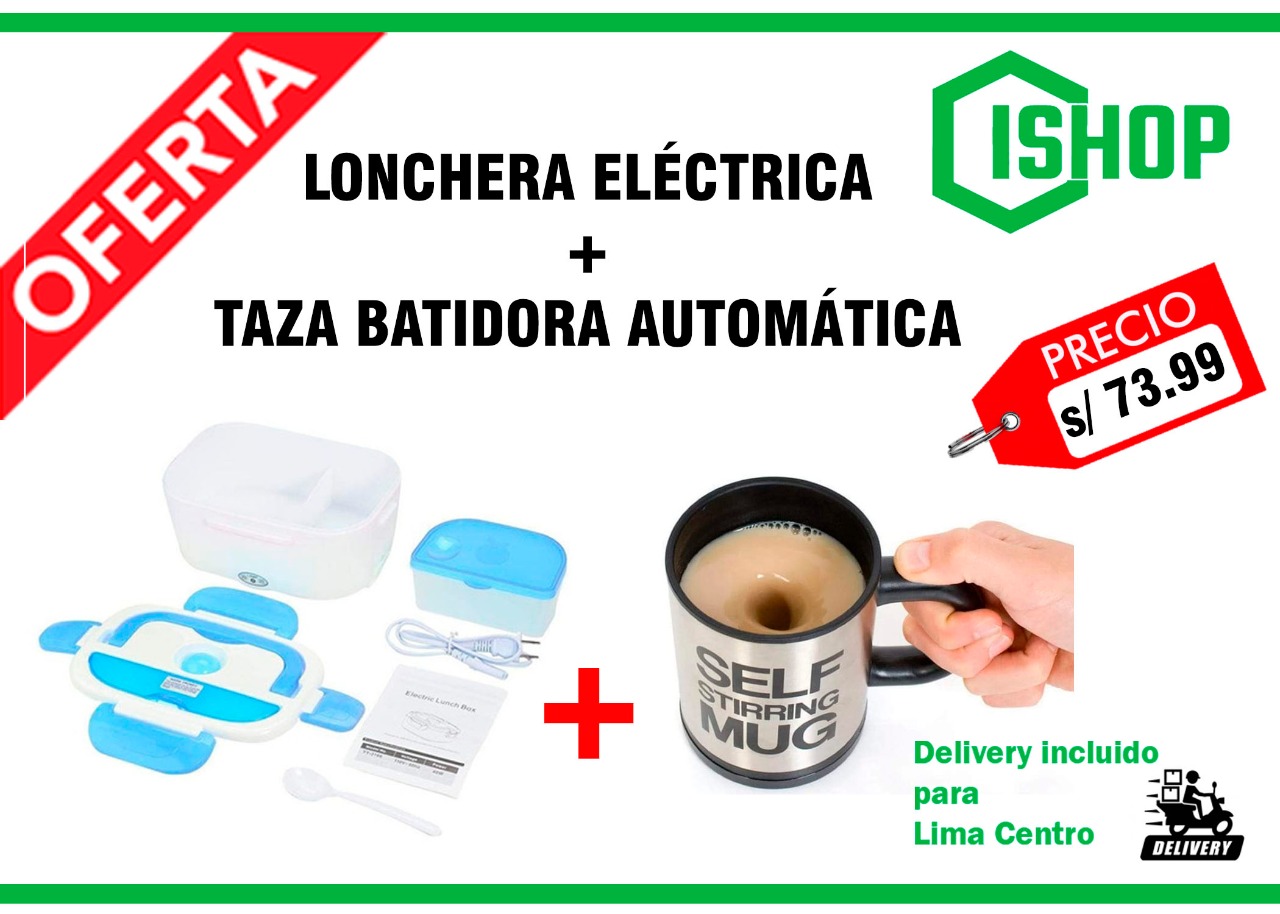 OFERTA
ISHOP
LONCHERA ELÉCTRICA
+
TAZA BATIDORA AUTOMÁTICA
PRECIO
s/ 73.99
Electric Lunch Box
SELF
STIRRING
MUG
Delivery incluido
para
Lima Centro
DELIVERY